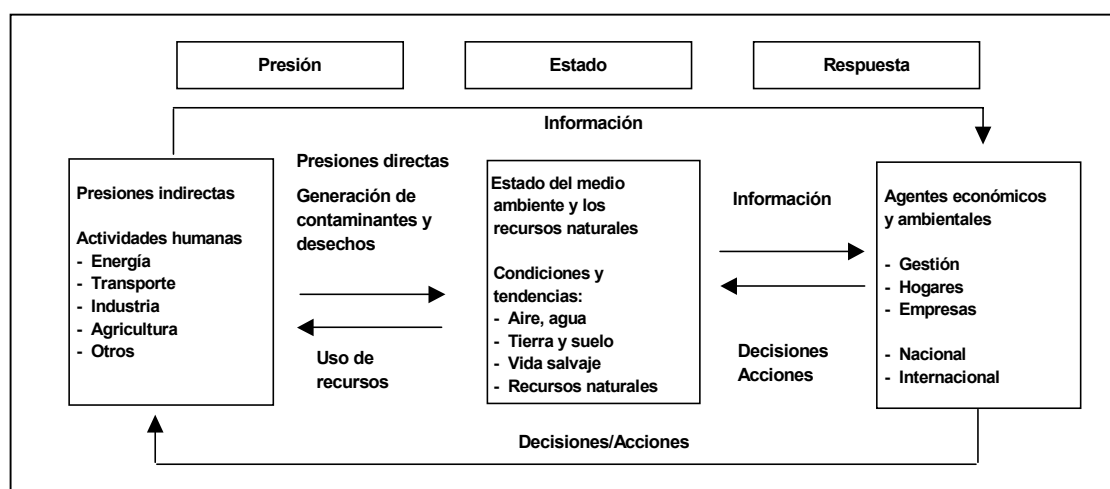 Presión
Estado
Respuesta
Información
Presiones indirectas
Actividades humanas
- Energía
- Transporte
- Industria
- Agricultura
- Otros
Presiones directas
Generación de
contaminantes y
desechos
Uso de
recursos
Estado del medio
ambiente y los
recursos naturales
Condiciones y
tendencias:
- Aire, agua
- Tierra y suelo
- Vida salvaje
- Recursos naturales
Información
Decisiones
Acciones
Agentes económicos
y ambientales
- Gestión
- Hogares
- Empresas
- Nacional
- Internacional
Decisiones/Acciones